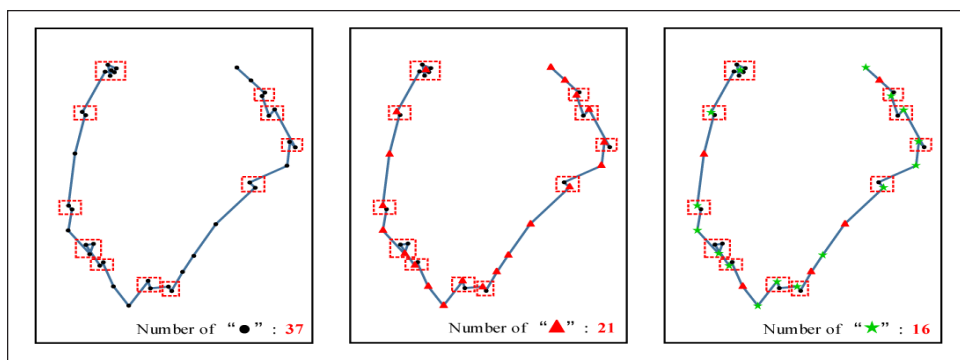 Number of “●” : 37
Number of “▲” : 21
Number of “★” : 16